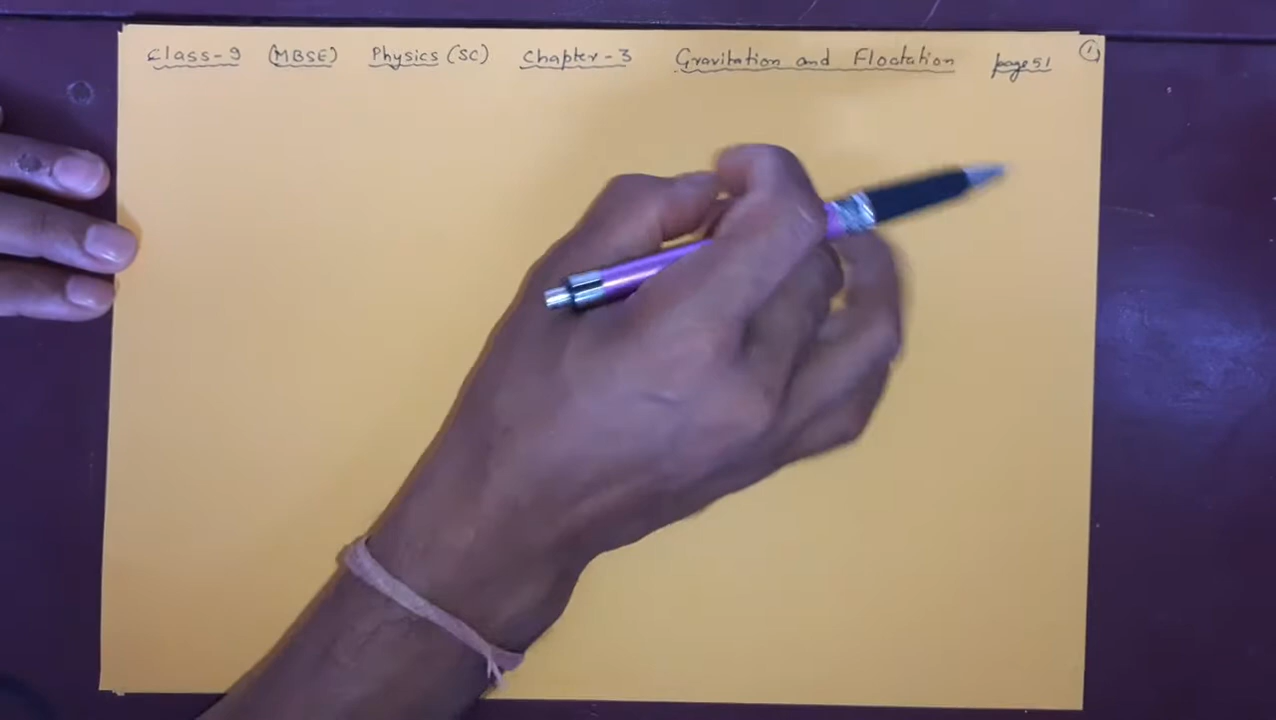 Class-9 (MBSE) Physics (SC) Chapter-3 Gravitation and Floatation page 51 1